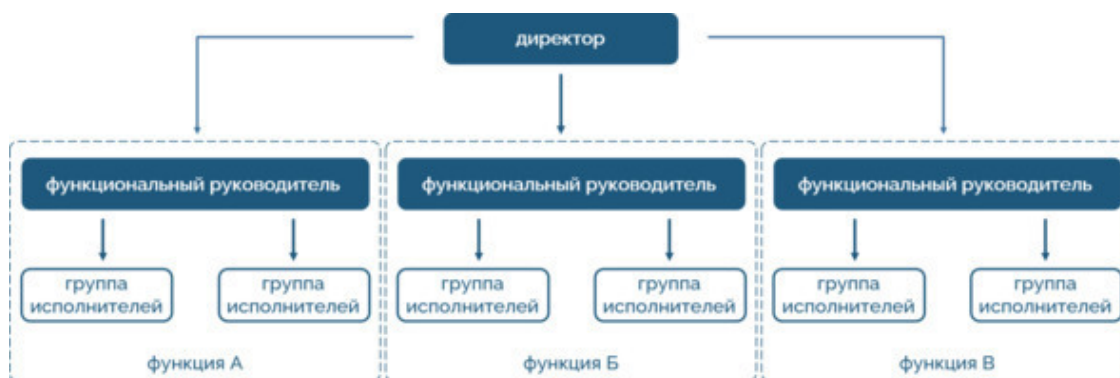 директор
функциональный руководитель
функциональный руководитель
функциональный руководитель
группа
исполнителей
группа
исполнителей
группа
исполнителей
группа
исполнителей
группа
исполнителей
группа
исполнителей
функция А
функция Б
функция В